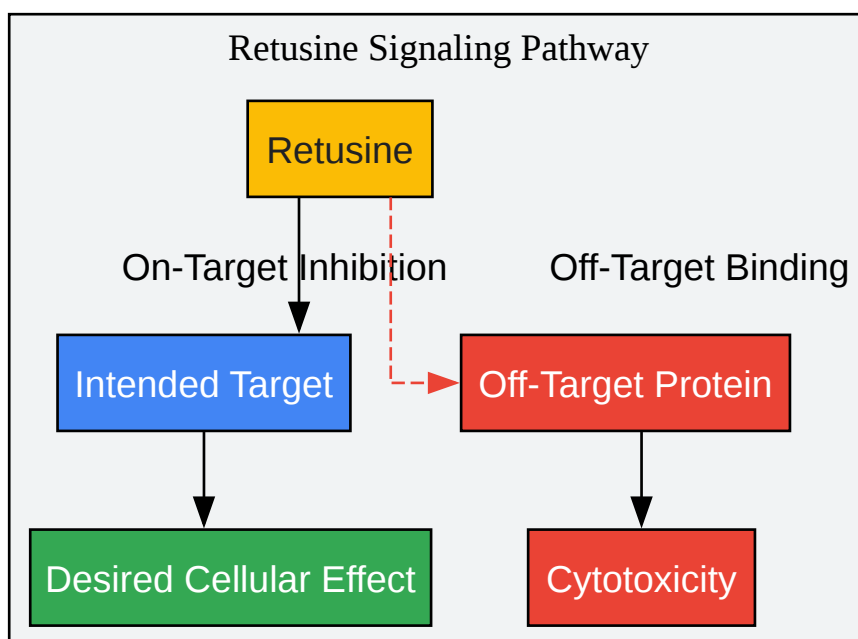 Retusine Signaling Pathway
Retusine
On-Target Inhibition
Off-Target Binding
Intended Target
Off-Target Protein
Desired Cellular Effect
Cytotoxicity